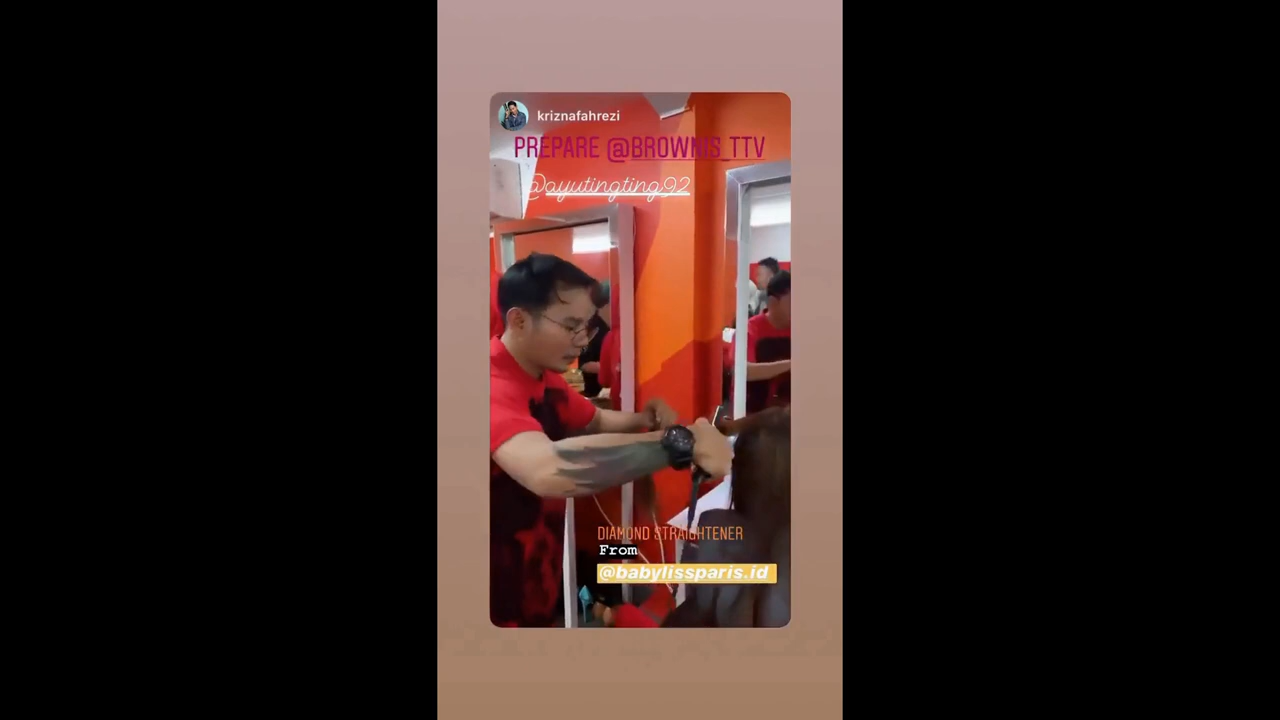 kriznafahrezi
PREPARE @BROWNIS_TTV
@ayutingting92
DIAMOND STRAIGHTENER
From
@babylissparis.id